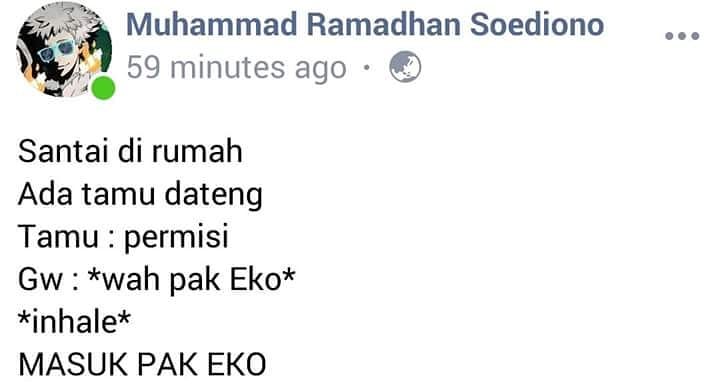 Muhammad Ramadhan Soediono
59 minutes ago ·
Santai di rumah
Ada tamu dateng
Tamu : permisi
Gw : *wah pak Eko*
*inhale*
MASUK PAK EKO